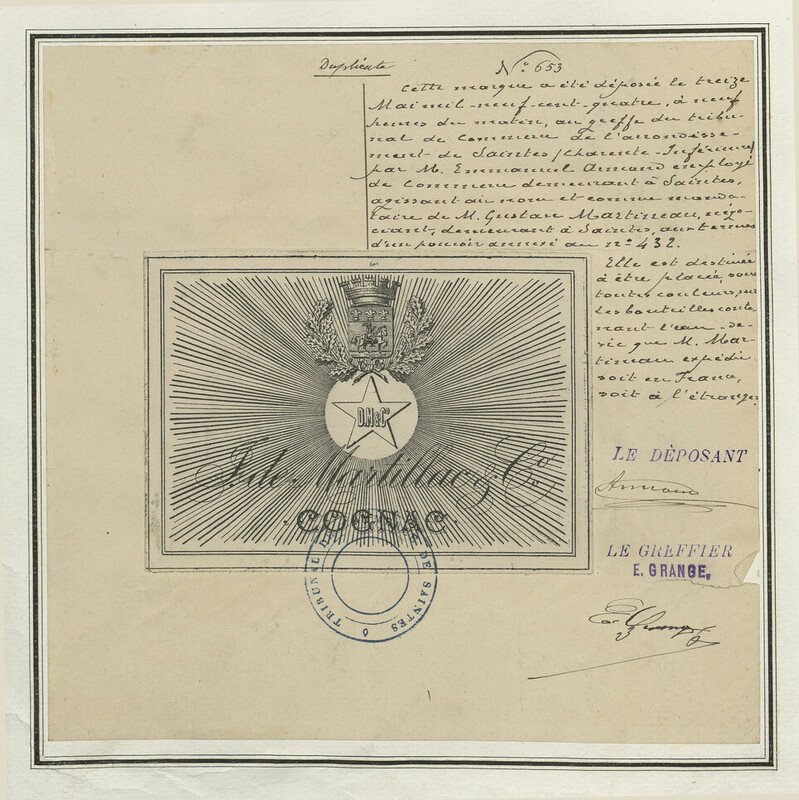 Duplicata
N° 653
Cette marque a été déposée le treize
Mai mil-neuf-cent-quatre, à neuf
heures du matin, au greffe du tribu-
nal de Commerce de l'arrondisse-
ment de Saintes (Charente-Inférieure)
par M. Emmanuel Armand employé
de Commerce demeurant à Saintes,
agissant au nom et comme manda-
taire de M. Gustave Martineau, négo-
ciant, demeurant à Saintes, aux termes
d'un pouvoir annexé au n° 432.
Elle est destinée
à être placée, sous
toutes couleurs, sur
les bouteilles conte
nant l'eau-de-
vie que M. Mar-
tineau expédie
soit en France,
soit à l'étranger
D.M & Co
J. de Martillac & Co.
COGNAC
LE DÉPOSANT
Armand
LE GREFFIER
E. GRANGE,
TRIBUNAL D
DE SAINTES